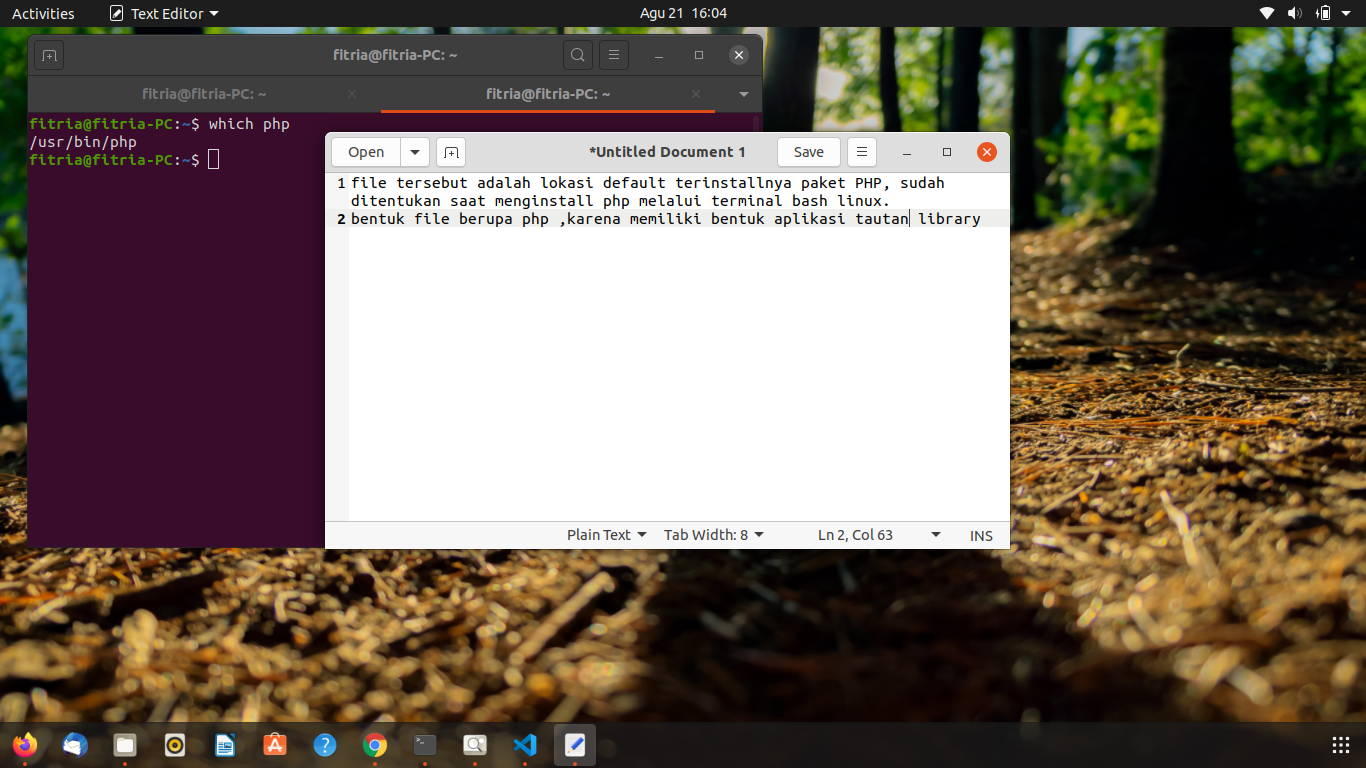 Activities
Text Editor
Agu 21 16:04
fitria@fitria-PC: ~
fitria@fitria-PC: ~
fitria@fitria-PC: ~
fitria@fitria-PC:~$ which php
/usr/bin/php
fitria@fitria-PC:~$
Open
*Untitled Document 1
Save
1 file tersebut adalah lokasi default terinstallnya paket PHP, sudah
ditentukan saat menginstall php melalui terminal bash linux.
2 bentuk file berupa php ,karena memiliki bentuk aplikasi tautan library
Plain Text
Tab Width: 8
Ln 2, Col 63
INS